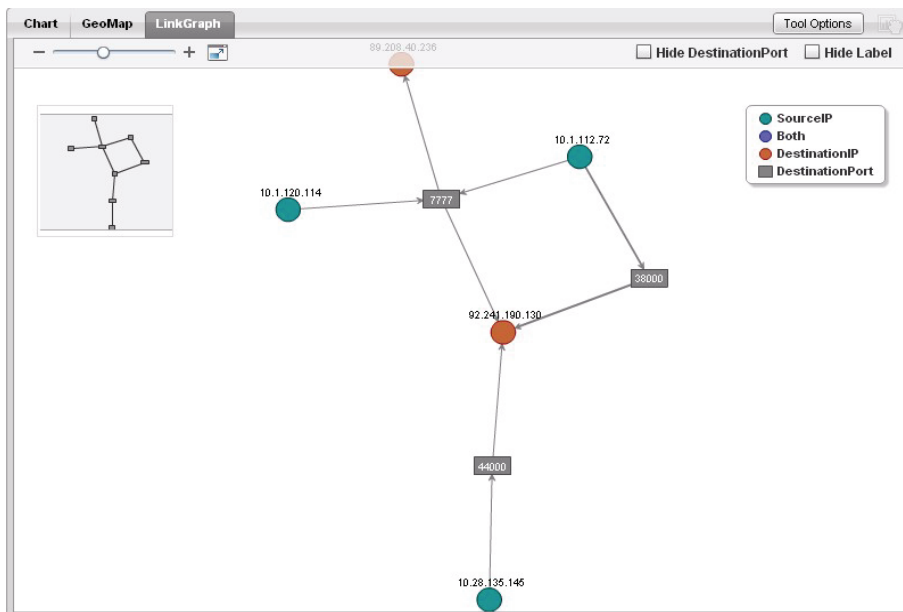 Chart GeoMap LinkGraph Tool Options
89.208.40.236 Hide DestinationPort Hide Label
SourceIP
Both
DestinationIP
DestinationPort
10.1.112.72
10.1.120.114
7777
38000
92.241.190.130
44000
10.28.135.145